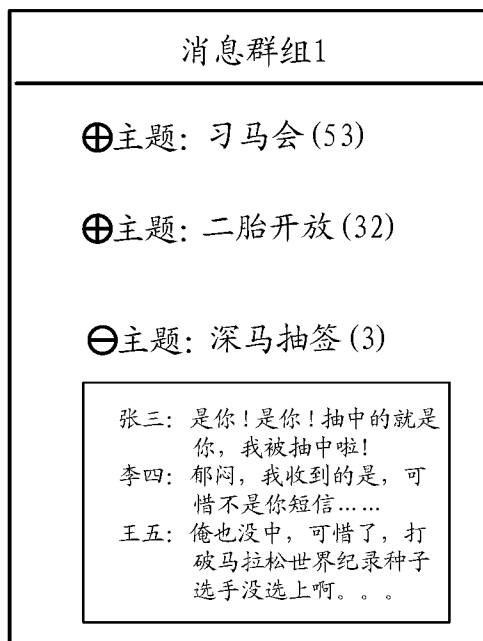 消息群组1
⊕主题：习马会(53)
⊕主题：二胎开放(32)
⊖主题：深马抽签(3)
张三：是你！是你！抽中的就是
你，我被抽中啦！
李四：郁闷，我收到的是，可
惜不是你短信……
王五：俺也没中，可惜了，打
破马拉松世界纪录种子
选手没选上啊。。。